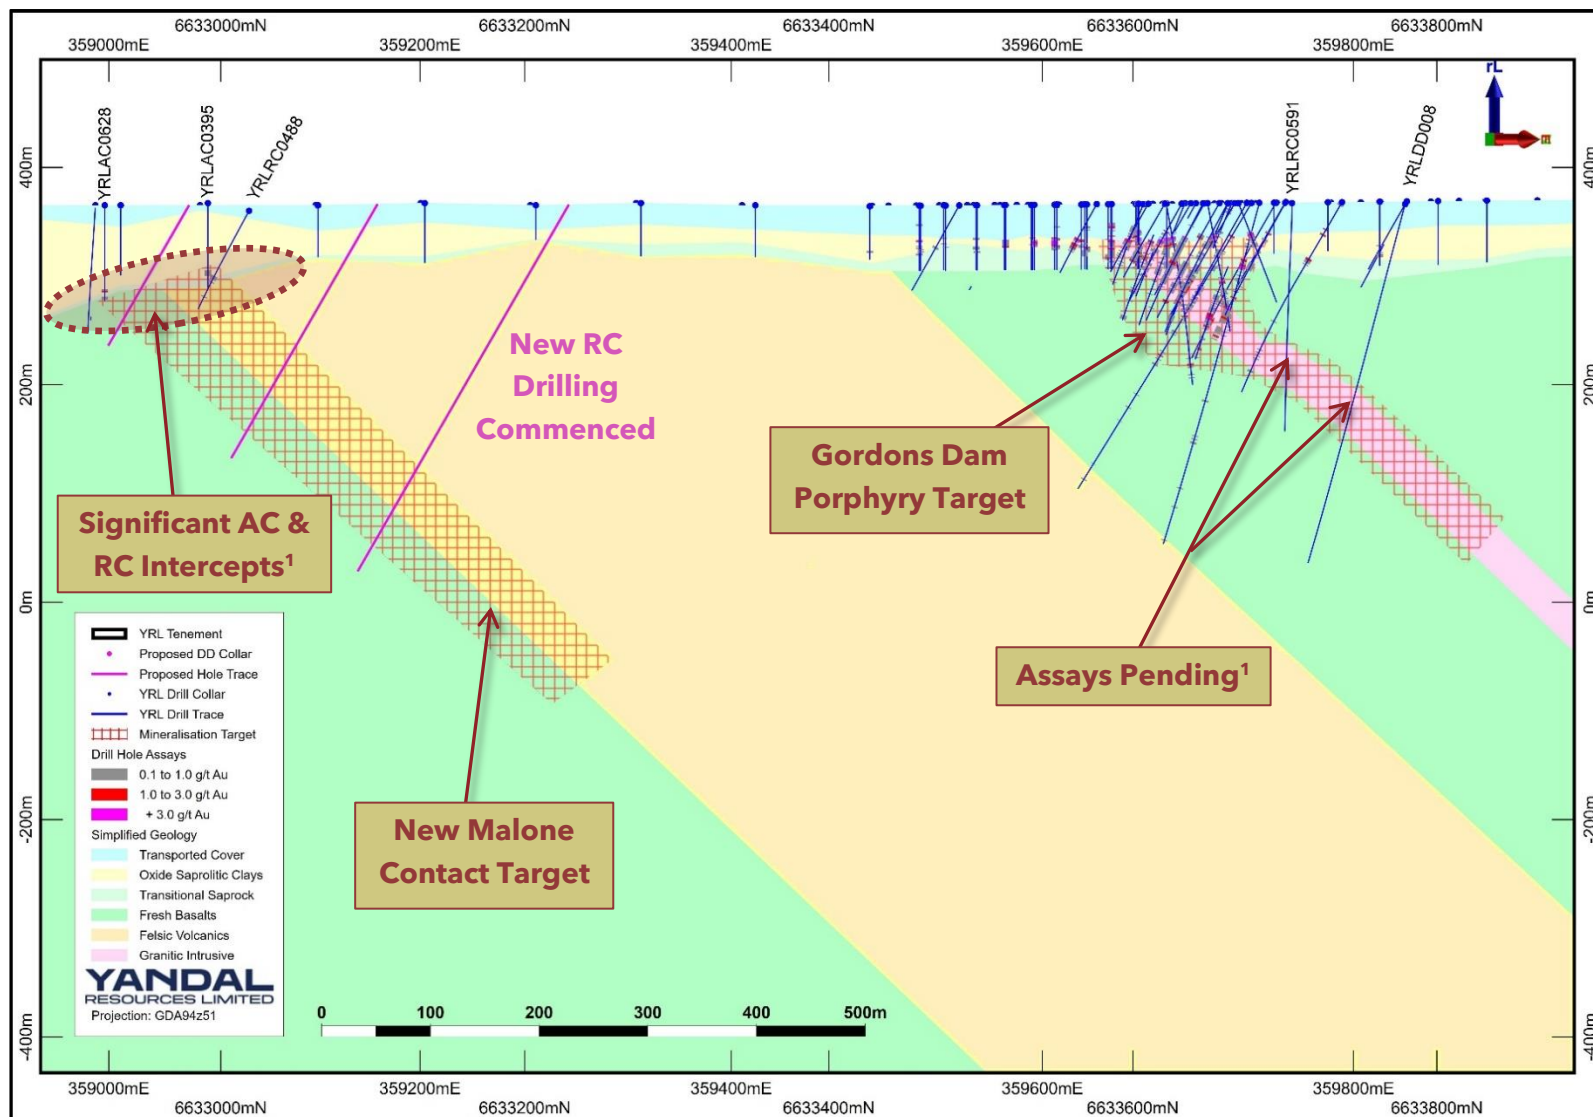 6633000mN 6633200mN 6633400mN 6633600mN 6633800mN
359000mE 359200mE 359400mE 359600mE 359800mE
rL
E
YRLAC0628
YRLAC0395
YRLRC0488
YRLRC0591
YRLDD008
400m 400m
200m 200m
0m 0m
-200m -200m
-400m -400m
New RC
Drilling
Commenced
Gordons Dam
Porphyry Target
Significant AC &
RC Intercepts¹
Assays Pending¹
New Malone
Contact Target
YRL Tenement
Proposed DD Collar
Proposed Hole Trace
YRL Drill Collar
YRL Drill Trace
Mineralisation Target
Drill Hole Assays
0.1 to 1.0 g/t Au
1.0 to 3.0 g/t Au
+ 3.0 g/t Au
Simplified Geology
Transported Cover
Oxide Saprolitic Clays
Transitional Saprock
Fresh Basalts
Felsic Volcanics
Granitic Intrusive
YANDAL
RESOURCES LIMITED
Projection: GDA94z51
0 100 200 300 400 500m
359000mE 359200mE 359400mE 359600mE 359800mE
6633000mN 6633200mN 6633400mN 6633600mN 6633800mN